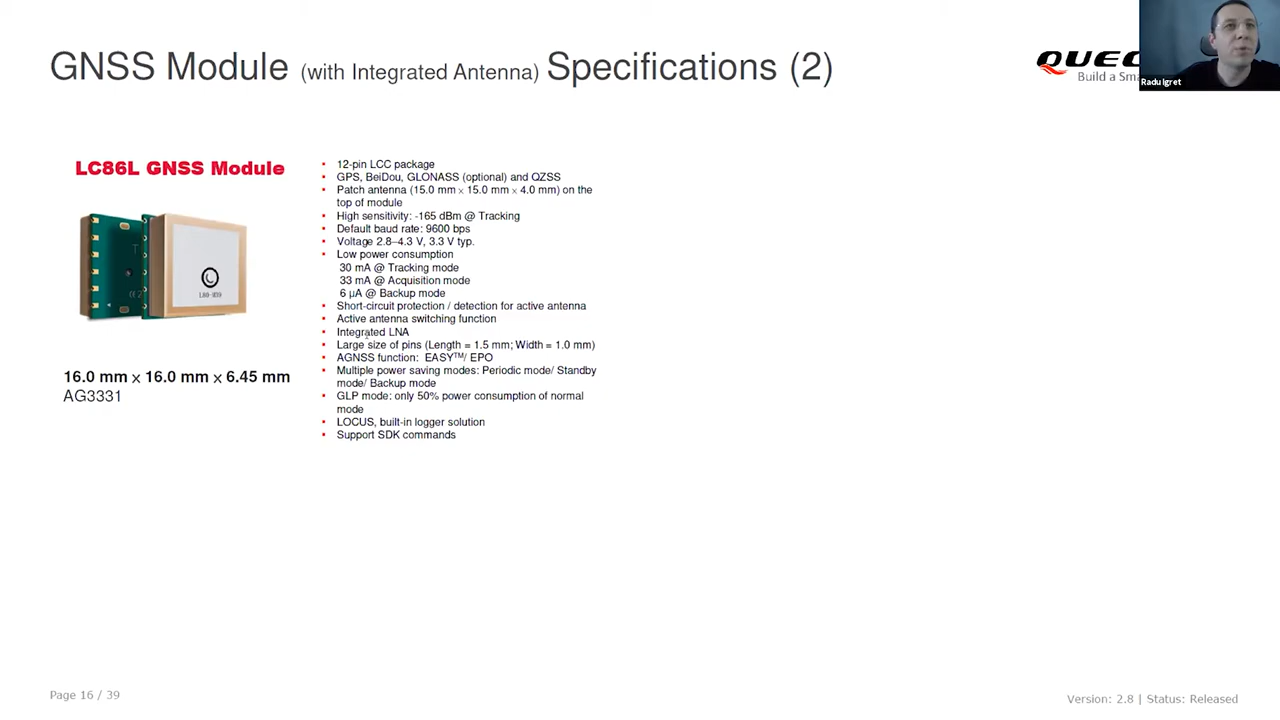 GNSS Module (with Integrated Antenna) Specifications (2)
QUEC
Build a Sma
Radu Igret
LC86L GNSS Module
16.0 mm x 16.0 mm x 6.45 mm
AG3331
▪ 12-pin LCC package
▪ GPS, BeiDou, GLONASS (optional) and QZSS
▪ Patch antenna (15.0 mm × 15.0 mm × 4.0 mm) on the
top of module
▪ High sensitivity: -165 dBm @ Tracking
▪ Default baud rate: 9600 bps
▪ Voltage 2.8–4.3 V, 3.3 V typ.
▪ Low power consumption
30 mA @ Tracking mode
33 mA @ Acquisition mode
6 µA @ Backup mode
▪ Short-circuit protection / detection for active antenna
▪ Active antenna switching function
▪ Integrated LNA
▪ Large size of pins (Length = 1.5 mm; Width = 1.0 mm)
▪ AGNSS function: EASY™/ EPO
▪ Multiple power saving modes: Periodic mode/ Standby
mode/ Backup mode
▪ GLP mode: only 50% power consumption of normal
mode
▪ LOCUS, built-in logger solution
▪ Support SDK commands
Page 16 / 39
Version: 2.8 | Status: Released